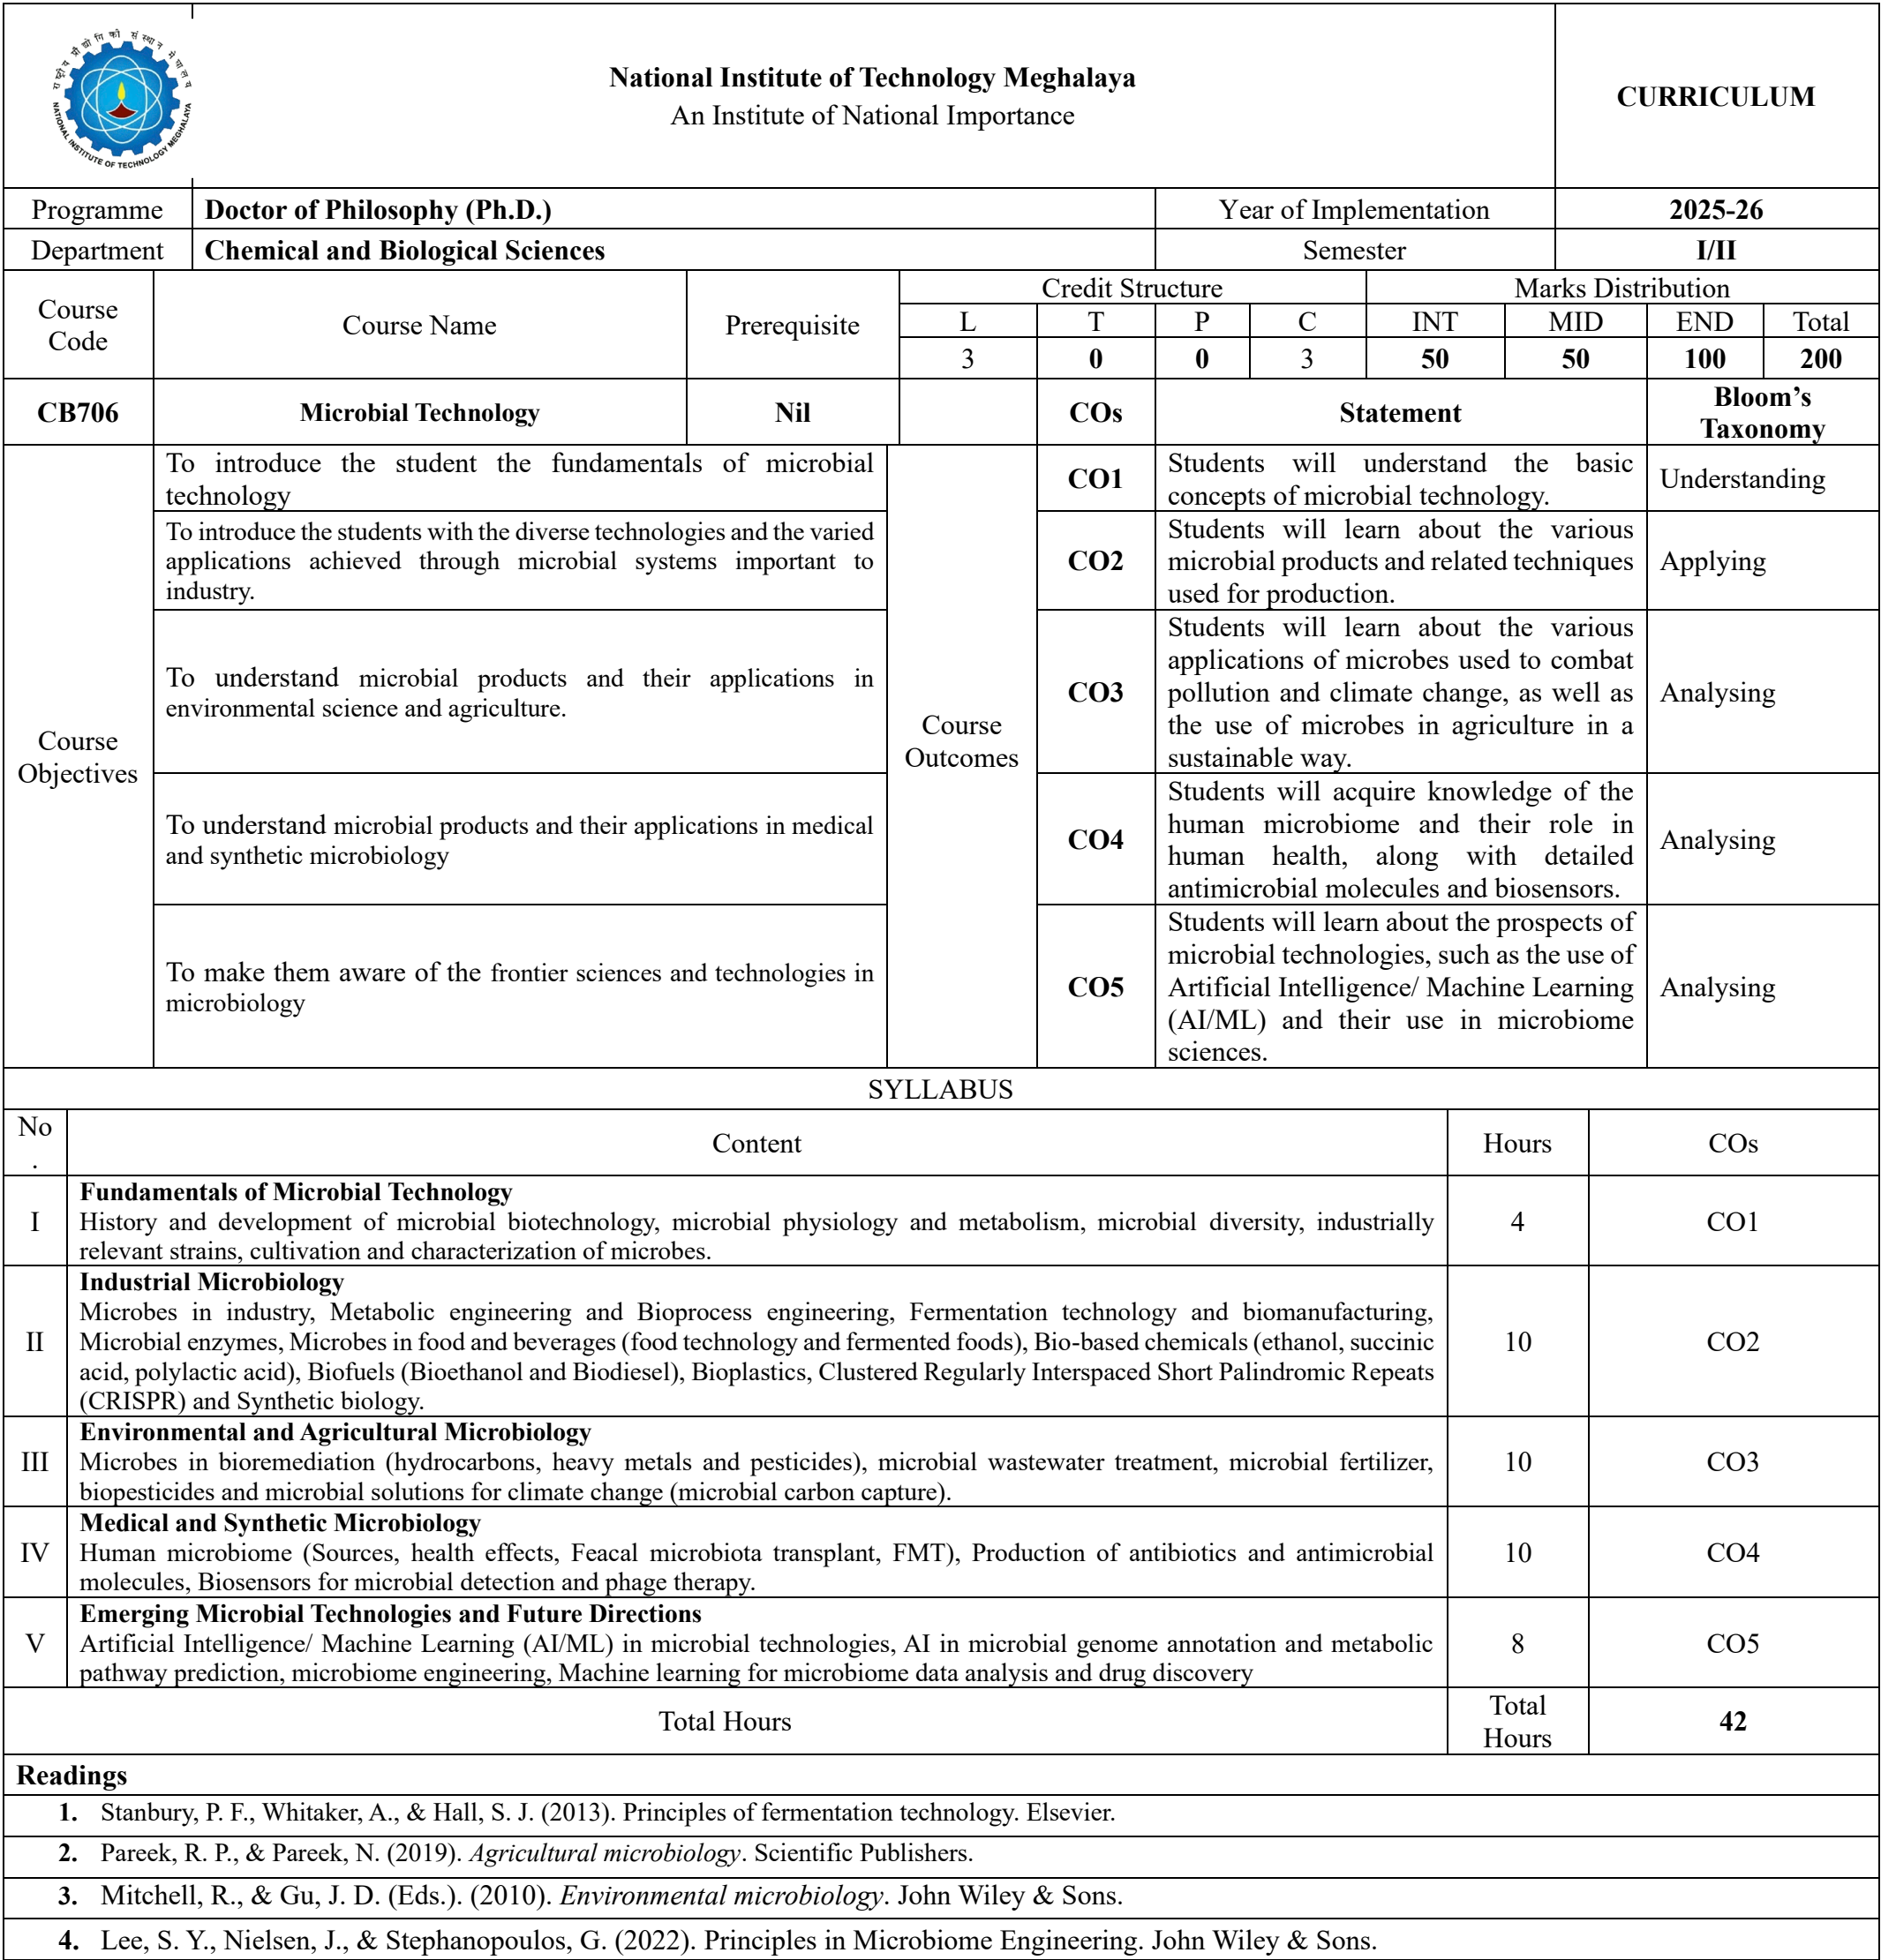 राष्ट्रीय प्रौद्योगिकी संस्थान मेघालय
NATIONAL INSTITUTE OF TECHNOLOGY MEGHALAYA
National Institute of Technology Meghalaya
An Institute of National Importance
CURRICULUM
Programme
Doctor of Philosophy (Ph.D.)
Year of Implementation
2025-26
Department
Chemical and Biological Sciences
Semester
I/II
Course
Code
Course Name
Prerequisite
Credit Structure
Marks Distribution
L
T
P
C
INT
MID
END
Total
3
0
0
3
50
50
100
200
CB706
Microbial Technology
Nil
COs
Statement
Bloom’s
Taxonomy
Course
Objectives
To introduce the student the fundamentals of microbial
technology
Course
Outcomes
CO1
Students will understand the basic
concepts of microbial technology.
Understanding
To introduce the students with the diverse technologies and the varied
applications achieved through microbial systems important to
industry.
CO2
Students will learn about the various
microbial products and related techniques
used for production.
Applying
To understand microbial products and their applications in
environmental science and agriculture.
CO3
Students will learn about the various
applications of microbes used to combat
pollution and climate change, as well as
the use of microbes in agriculture in a
sustainable way.
Analysing
To understand microbial products and their applications in medical
and synthetic microbiology
CO4
Students will acquire knowledge of the
human microbiome and their role in
human health, along with detailed
antimicrobial molecules and biosensors.
Analysing
To make them aware of the frontier sciences and technologies in
microbiology
CO5
Students will learn about the prospects of
microbial technologies, such as the use of
Artificial Intelligence/ Machine Learning
(AI/ML) and their use in microbiome
sciences.
Analysing
SYLLABUS
No
.
Content
Hours
COs
I
Fundamentals of Microbial Technology
History and development of microbial biotechnology, microbial physiology and metabolism, microbial diversity, industrially
relevant strains, cultivation and characterization of microbes.
4
CO1
II
Industrial Microbiology
Microbes in industry, Metabolic engineering and Bioprocess engineering, Fermentation technology and biomanufacturing,
Microbial enzymes, Microbes in food and beverages (food technology and fermented foods), Bio-based chemicals (ethanol, succinic
acid, polylactic acid), Biofuels (Bioethanol and Biodiesel), Bioplastics, Clustered Regularly Interspaced Short Palindromic Repeats
(CRISPR) and Synthetic biology.
10
CO2
III
Environmental and Agricultural Microbiology
Microbes in bioremediation (hydrocarbons, heavy metals and pesticides), microbial wastewater treatment, microbial fertilizer,
biopesticides and microbial solutions for climate change (microbial carbon capture).
10
CO3
IV
Medical and Synthetic Microbiology
Human microbiome (Sources, health effects, Feacal microbiota transplant, FMT), Production of antibiotics and antimicrobial
molecules, Biosensors for microbial detection and phage therapy.
10
CO4
V
Emerging Microbial Technologies and Future Directions
Artificial Intelligence/ Machine Learning (AI/ML) in microbial technologies, AI in microbial genome annotation and metabolic
pathway prediction, microbiome engineering, Machine learning for microbiome data analysis and drug discovery
8
CO5
Total Hours
Total
Hours
42
Readings
1. Stanbury, P. F., Whitaker, A., & Hall, S. J. (2013). Principles of fermentation technology. Elsevier.
2. Pareek, R. P., & Pareek, N. (2019). Agricultural microbiology. Scientific Publishers.
3. Mitchell, R., & Gu, J. D. (Eds.). (2010). Environmental microbiology. John Wiley & Sons.
4. Lee, S. Y., Nielsen, J., & Stephanopoulos, G. (2022). Principles in Microbiome Engineering. John Wiley & Sons.